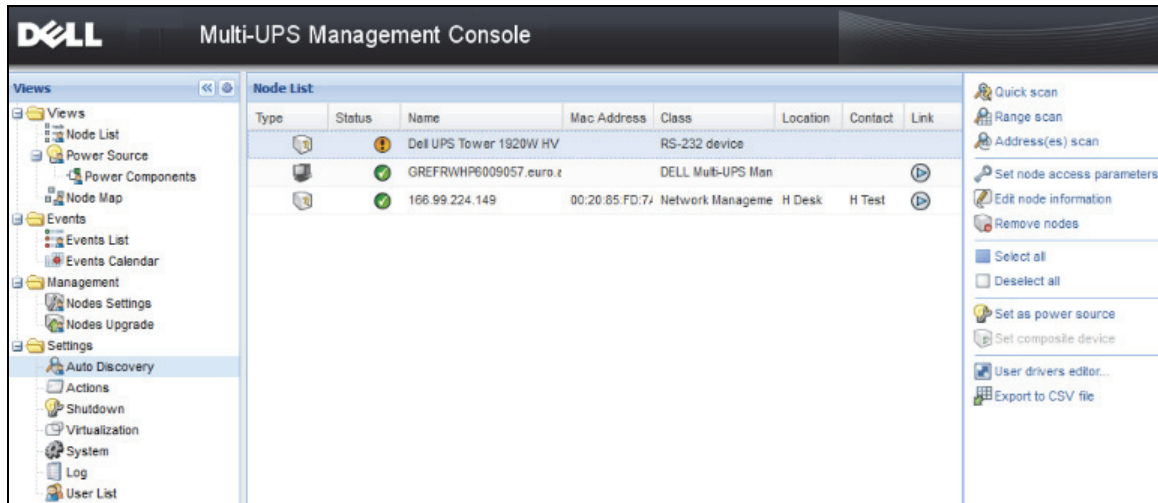 DELL Multi-UPS Management Console
Views
Views
Node List
Power Source
Power Components
Node Map
Events
Events List
Events Calendar
Management
Nodes Settings
Nodes Upgrade
Settings
Auto Discovery
Actions
Shutdown
Virtualization
System
Log
User List
Node List
Type Status Name Mac Address Class Location Contact Link
Dell UPS Tower 1920W HV RS-232 device
GREFRWHP6009057.euro.e DELL Multi-UPS Man
166.99.224.149 00:20:85:FD:7 Network Manageme H Desk H Test
Quick scan
Range scan
Address(es) scan
Set node access parameters
Edit node information
Remove nodes
Select all
Deselect all
Set as power source
Set composite device
User drivers editor...
Export to CSV file